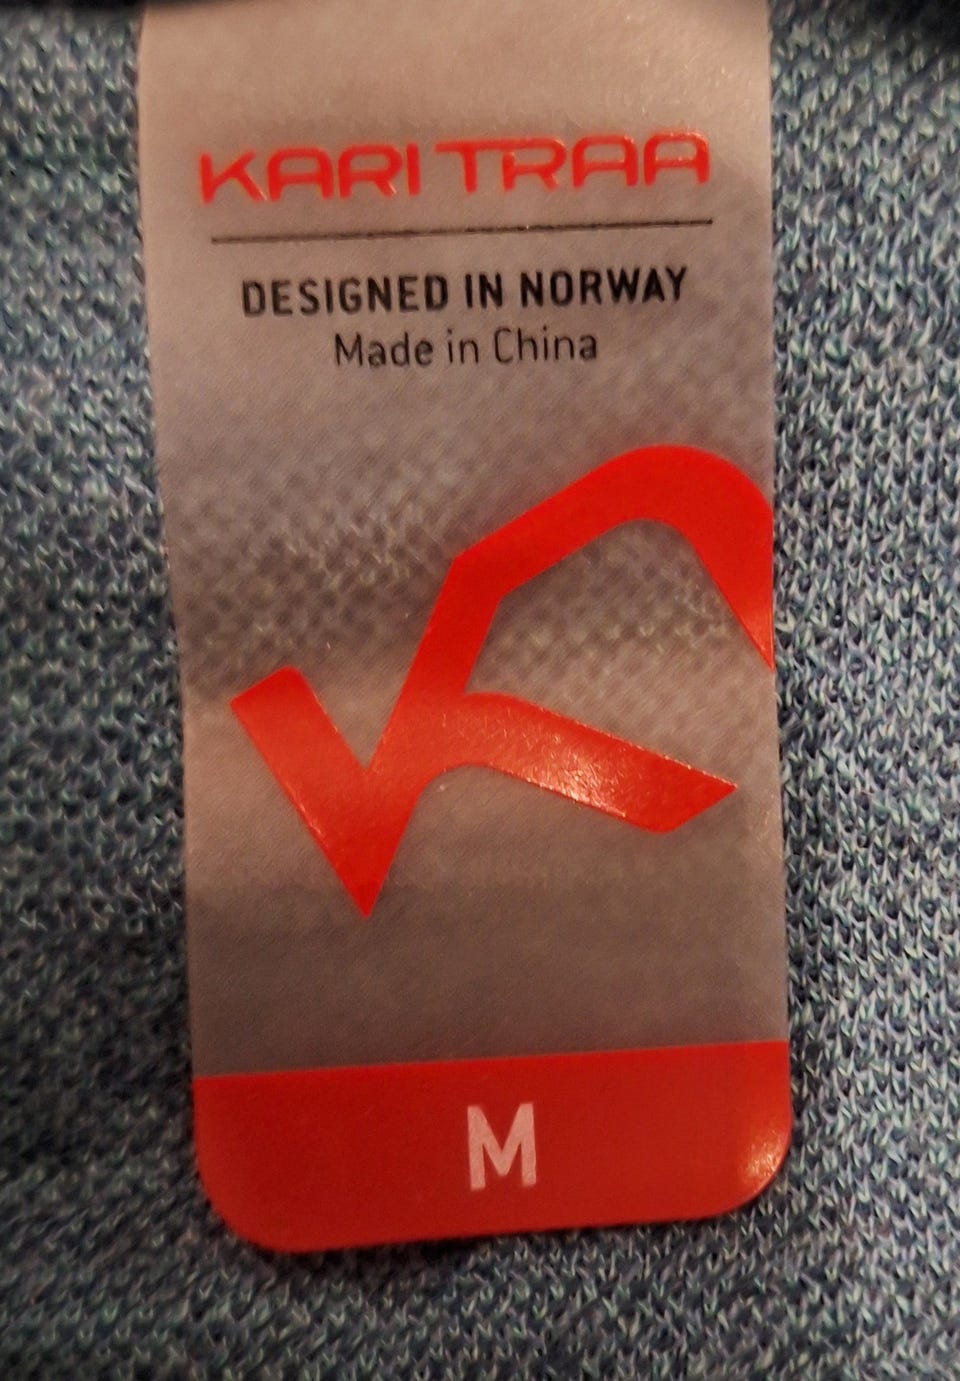 KARI TRAA
DESIGNED IN NORWAY
Made in China
M